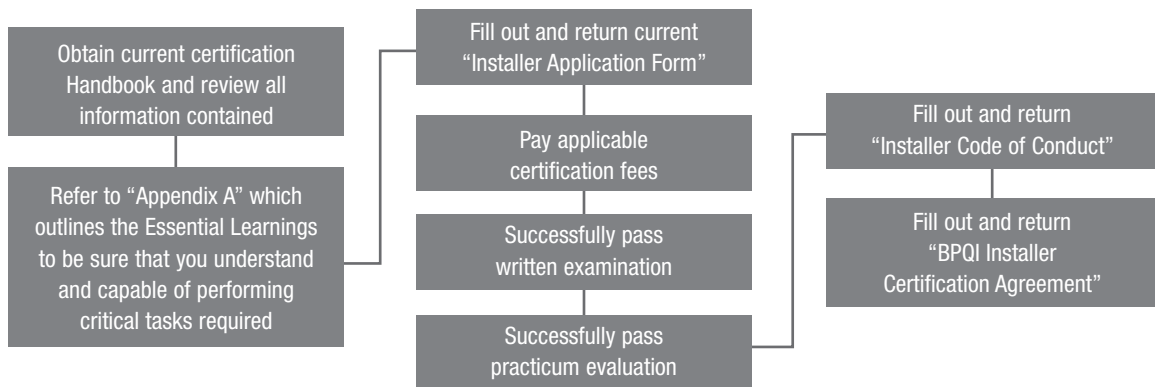 Obtain current certification
Handbook and review all
information contained
Refer to “Appendix A” which
outlines the Essential Learnings
to be sure that you understand
and capable of performing
critical tasks required
Fill out and return current
“Installer Application Form”
Pay applicable
certification fees
Successfully pass
written examination
Successfully pass
practicum evaluation
Fill out and return
“Installer Code of Conduct”
Fill out and return
“BPQI Installer
Certification Agreement”